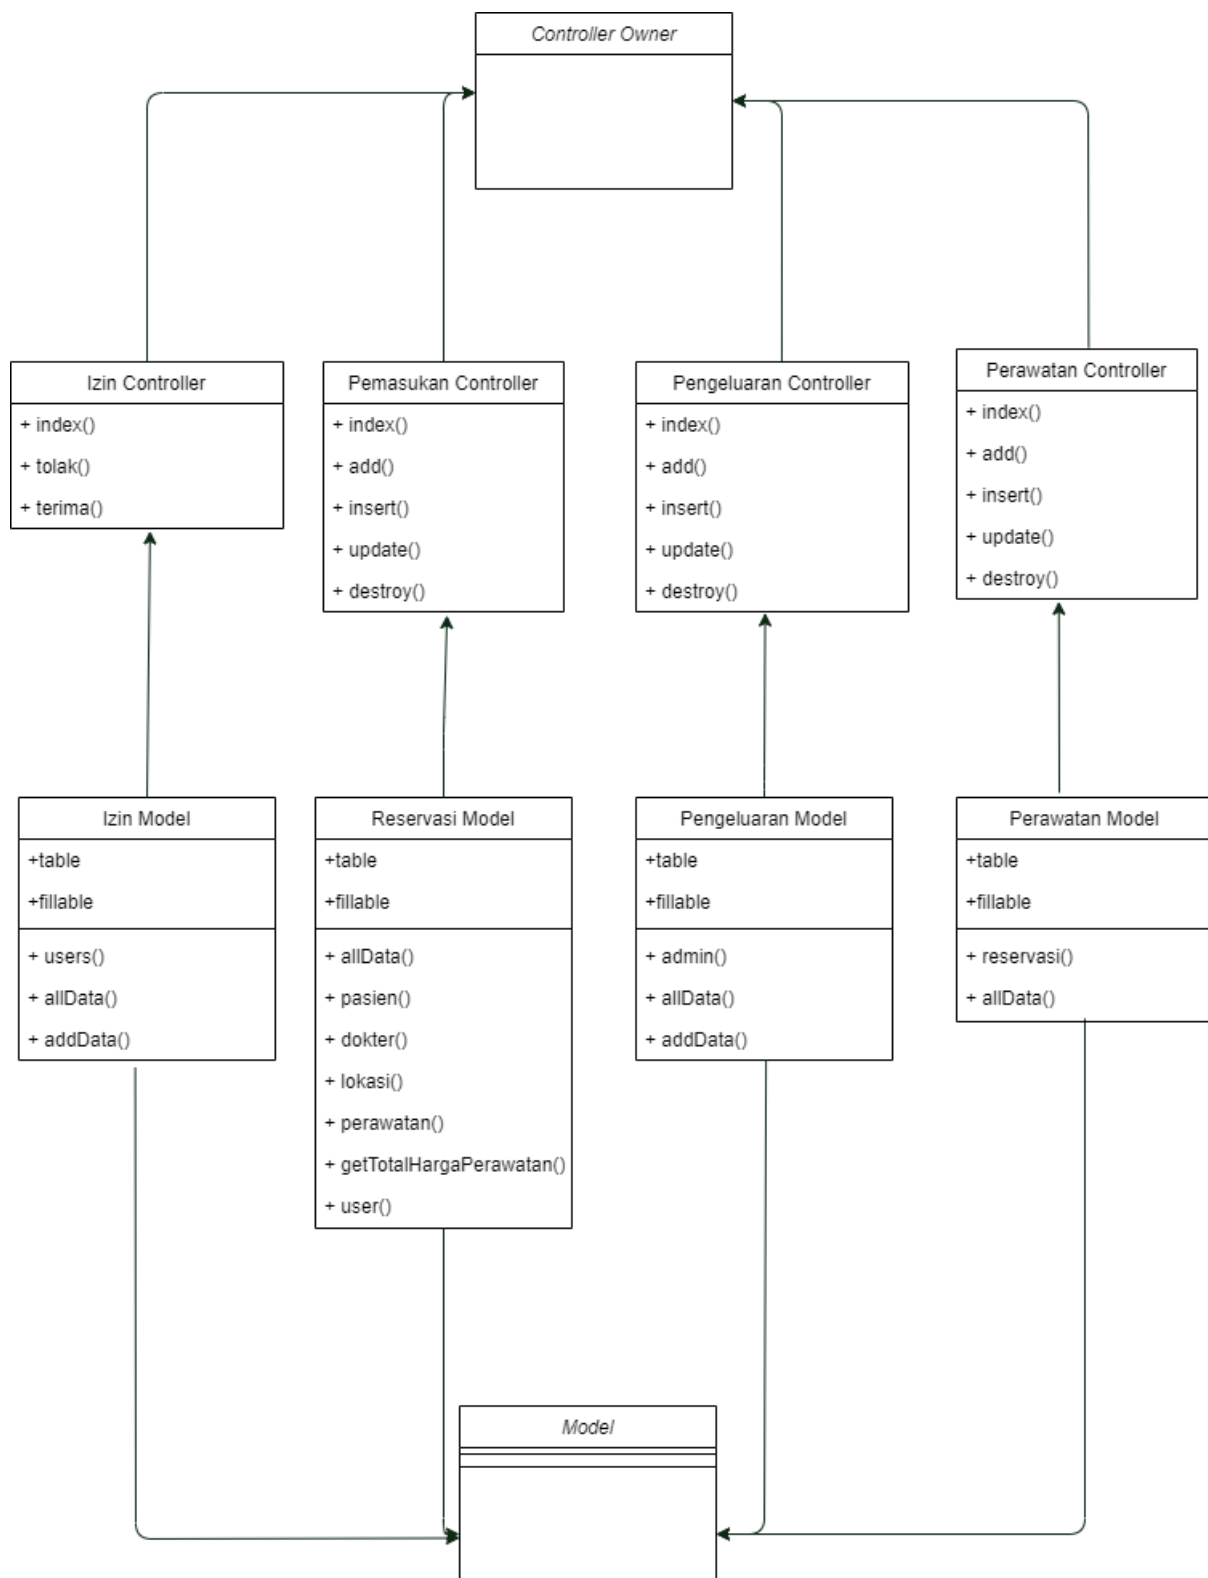 Controller Owner
Izin Controller
+ index()
+ tolak()
+ terima()
Pemasukan Controller
+ index()
+ add()
+ insert()
+ update()
+ destroy()
Pengeluaran Controller
+ index()
+ add()
+ insert()
+ update()
+ destroy()
Perawatan Controller
+ index()
+ add()
+ insert()
+ update()
+ destroy()
Izin Model
+table
+fillable
+ users()
+ allData()
+ addData()
Reservasi Model
+table
+fillable
+ allData()
+ pasien()
+ dokter()
+ lokasi()
+ perawatan()
+ getTotalHargaPerawatan()
+ user()
Pengeluaran Model
+table
+fillable
+ admin()
+ allData()
+ addData()
Perawatan Model
+table
+fillable
+ reservasi()
+ allData()
Model